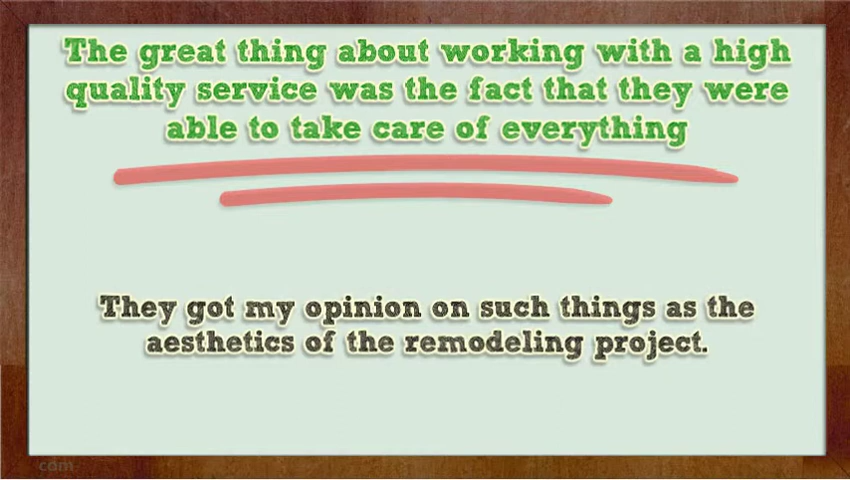 The great thing about working with a high
quality service was the fact that they were
able to take care of everything
They got my opinion on such things as the
aesthetics of the remodeling project.
com